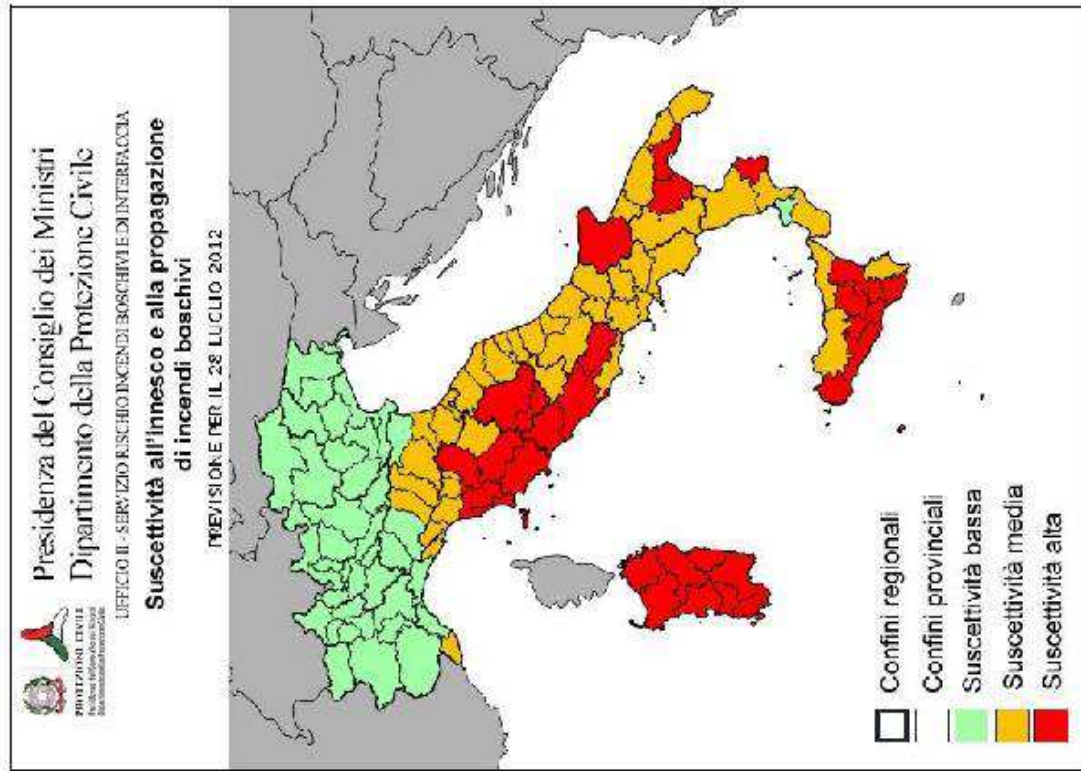 Presidenza del Consiglio dei Ministri
Dipartimento della Protezione Civile
UFFICIO II - SERVIZIO RISCHIO INCENDI BOSCHIVI E DI INTERFACCIA
PROTEZIONE CIVILE
Suscettività all'innesco e alla propagazione
di incendi boschivi
PREVISIONE PER IL 28 LUGLIO 2012
Confini regionali
Confini provinciali
Suscettività bassa
Suscettività media
Suscettività alta